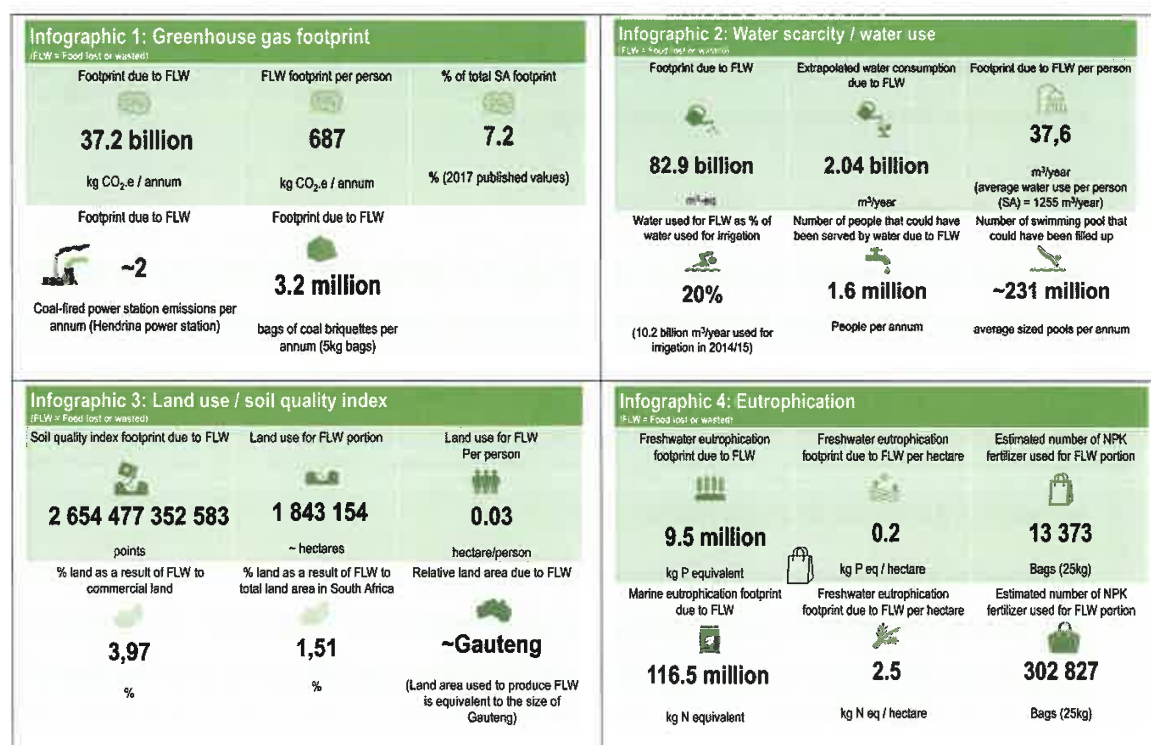 Infographic 1: Greenhouse gas footprint
(FLW = Food lost or wasted)
Footprint due to FLW
37.2 billion
kg CO₂.e / annum
FLW footprint per person
687
kg CO₂.e / annum
% of total SA footprint
7.2
% (2017 published values)
Footprint due to FLW
~2
Coal-fired power station emissions per
annum (Hendrina power station)
Footprint due to FLW
3.2 million
bags of coal briquettes per
annum (5kg bags)
Infographic 2: Water scarcity / water use
(FLW = Food lost or wasted)
Footprint due to FLW
82.9 billion
m³-eq
Extrapolated water consumption
due to FLW
2.04 billion
m³/year
Footprint due to FLW per person
37,6
m³/year
(average water use per person
(SA) = 1255 m³/year)
Water used for FLW as % of
water used for irrigation
20%
(10.2 billion m³/year used for
irrigation in 2014/15)
Number of people that could have
been served by water due to FLW
1.6 million
People per annum
Number of swimming pool that
could have been filled up
~231 million
average sized pools per annum
Infographic 3: Land use / soil quality index
(FLW = Food lost or wasted)
Soil quality index footprint due to FLW
2 654 477 352 583
points
Land use for FLW portion
1 843 154
~ hectares
Land use for FLW
Per person
0.03
hectare/person
% land as a result of FLW to
commercial land
3,97
%
% land as a result of FLW to
total land area in South Africa
1,51
%
Relative land area due to FLW
~Gauteng
(Land area used to produce FLW
is equivalent to the size of
Gauteng)
Infographic 4: Eutrophication
(FLW = Food lost or wasted)
Freshwater eutrophication
footprint due to FLW
9.5 million
kg P equivalent
Freshwater eutrophication
footprint due to FLW per hectare
0.2
kg P eq / hectare
Estimated number of NPK
fertilizer used for FLW portion
13 373
Bags (25kg)
Marine eutrophication footprint
due to FLW
116.5 million
kg N equivalent
Freshwater eutrophication
footprint due to FLW per hectare
2.5
kg N eq / hectare
Estimated number of NPK
fertilizer used for FLW portion
302 827
Bags (25kg)